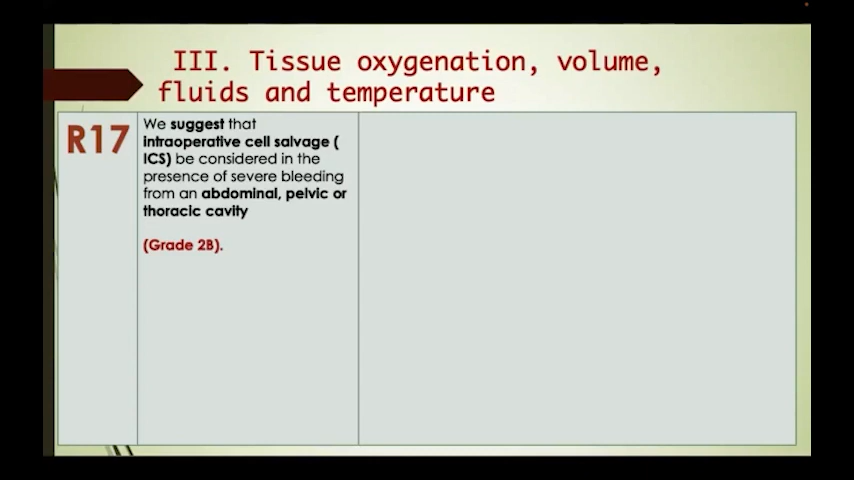 III. Tissue oxygenation, volume,
fluids and temperature
R17
We suggest that
intraoperative cell salvage (
ICS) be considered in the
presence of severe bleeding
from an abdominal, pelvic or
thoracic cavity
(Grade 2B).